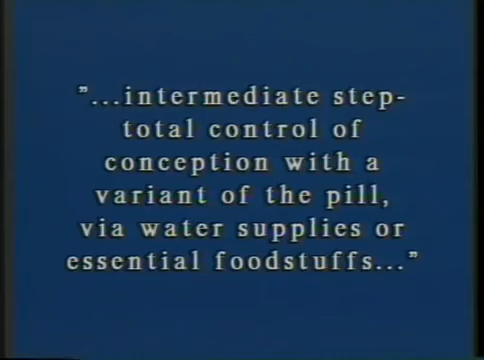 "...intermediate step-
total control of
conception with a
variant of the pill,
via water supplies or
essential foodstuffs..."